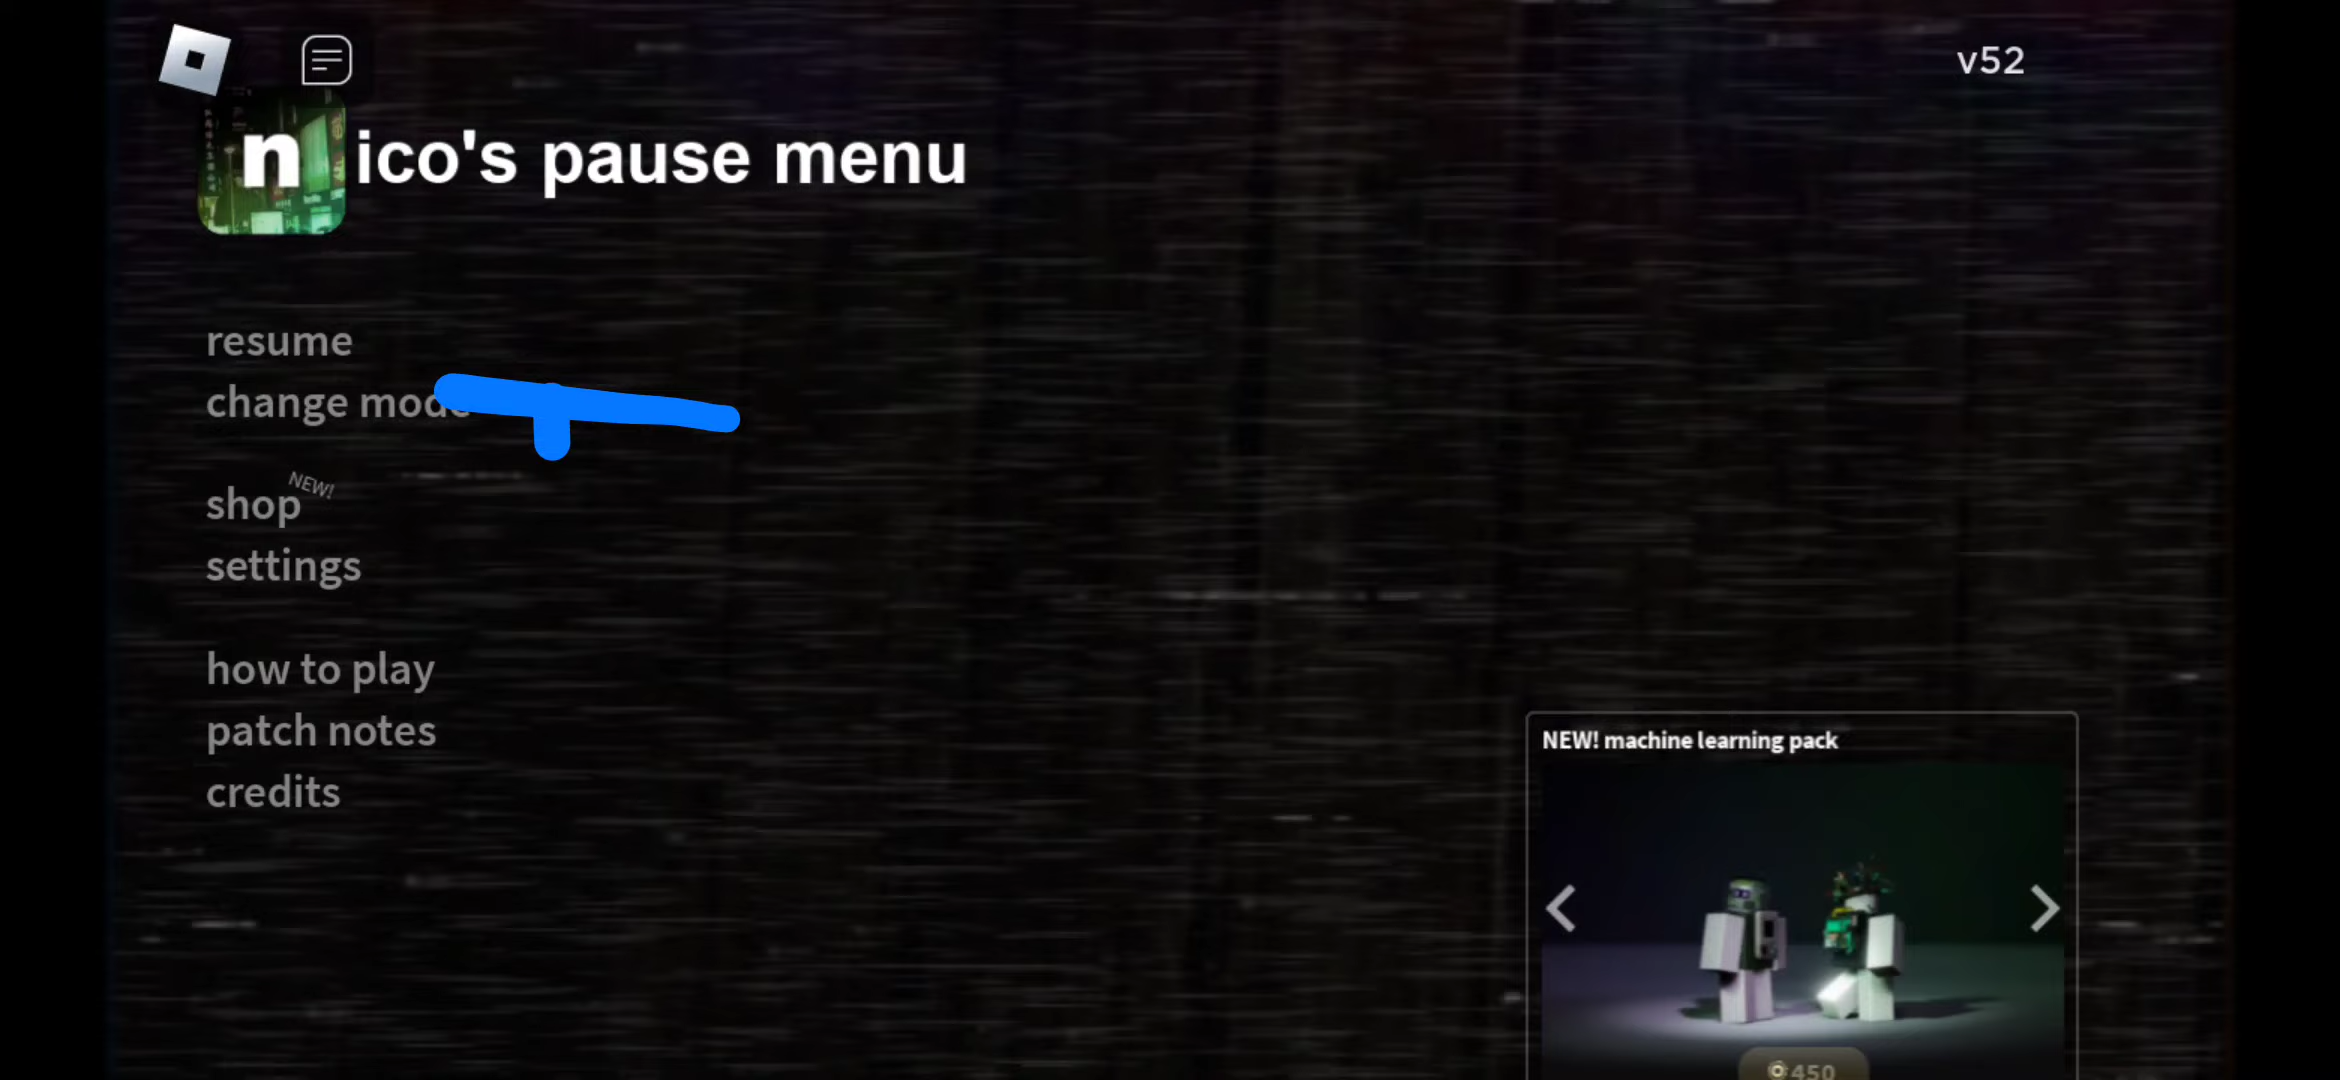 v52
nico's pause menu
resume
change mode
NEW!
shop
settings
how to play
patch notes
credits
NEW! machine learning pack
450